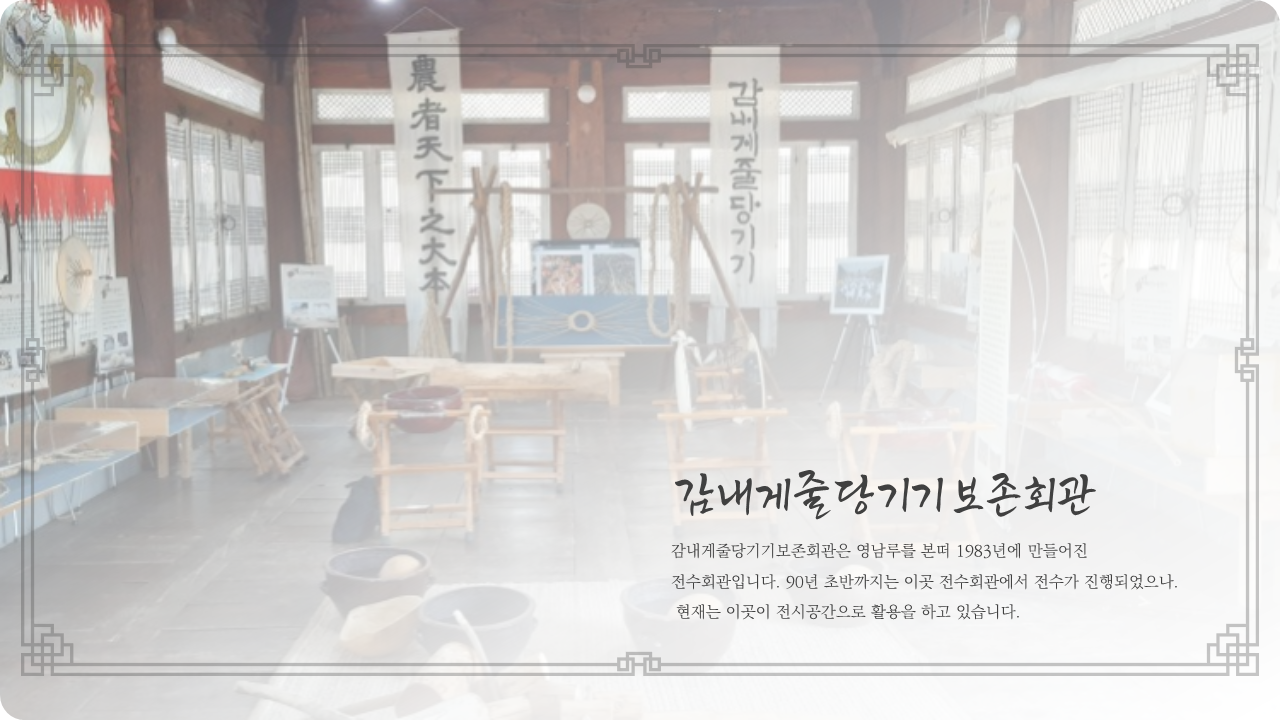 農者天下之大本
감내게줄당기기
감내게줄당기기 보존회관
감내게줄당기기보존회관은 영남루를 본떠 1983년에 만들어진
전수회관입니다. 90년 초반까지는 이곳 전수회관에서 전수가 진행되었으나.
현재는 이곳이 전시공간으로 활용을 하고 있습니다.